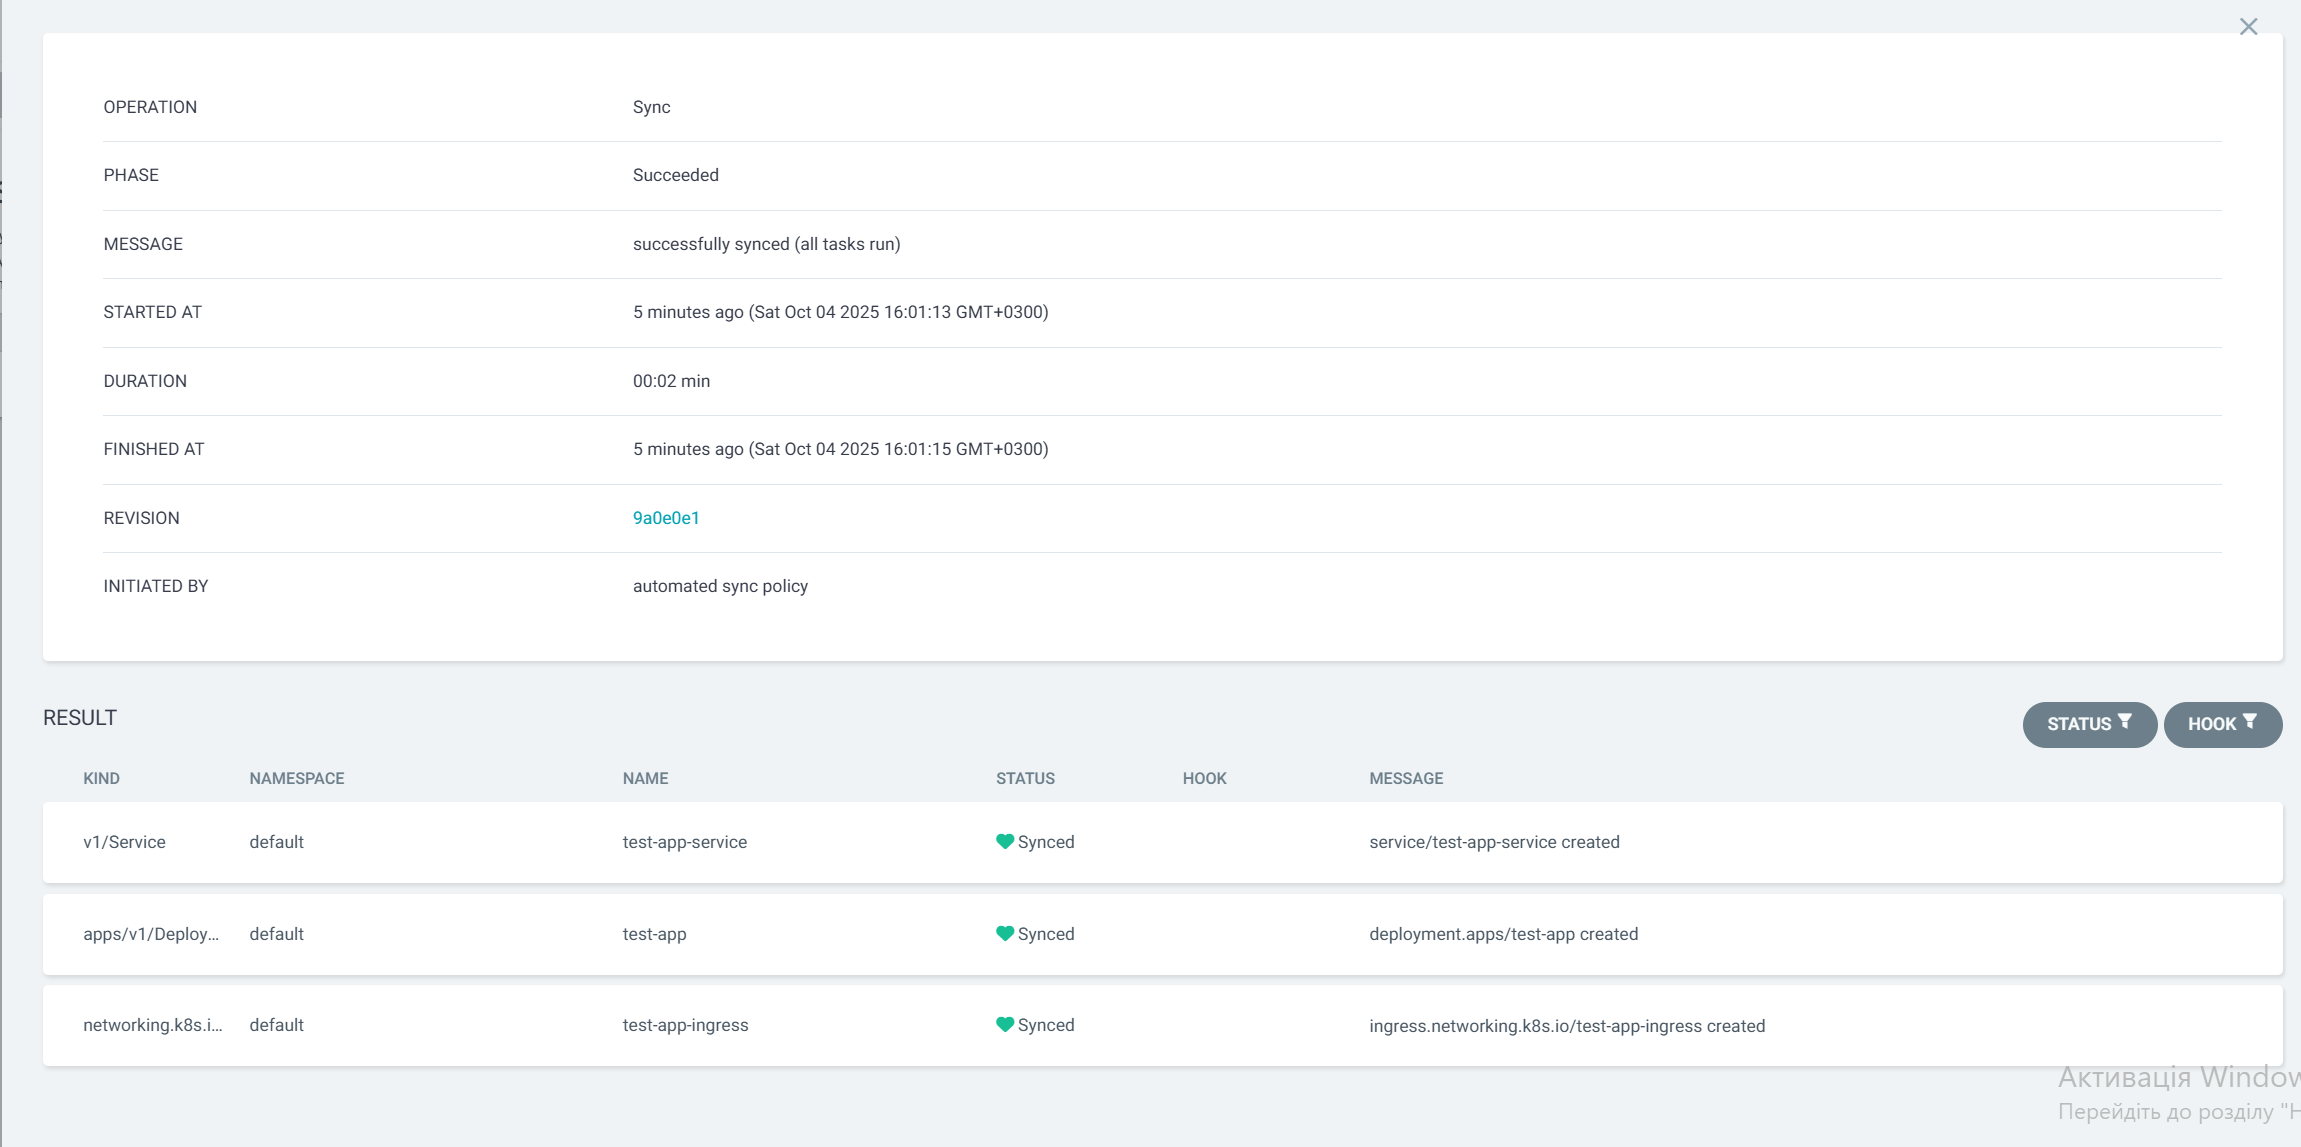 OPERATION Sync
PHASE Succeeded
MESSAGE successfully synced (all tasks run)
STARTED AT 5 minutes ago (Sat Oct 04 2025 16:01:13 GMT+0300)
DURATION 00:02 min
FINISHED AT 5 minutes ago (Sat Oct 04 2025 16:01:15 GMT+0300)
REVISION 9a0e0e1
INITIATED BY automated sync policy
RESULT STATUS HOOK
KIND NAMESPACE NAME STATUS HOOK MESSAGE
v1/Service default test-app-service Synced service/test-app-service created
apps/v1/Deploy... default test-app Synced deployment.apps/test-app created
networking.k8s.i... default test-app-ingress Synced ingress.networking.k8s.io/test-app-ingress created
Активація Window
Перейдіть до розділу "Н